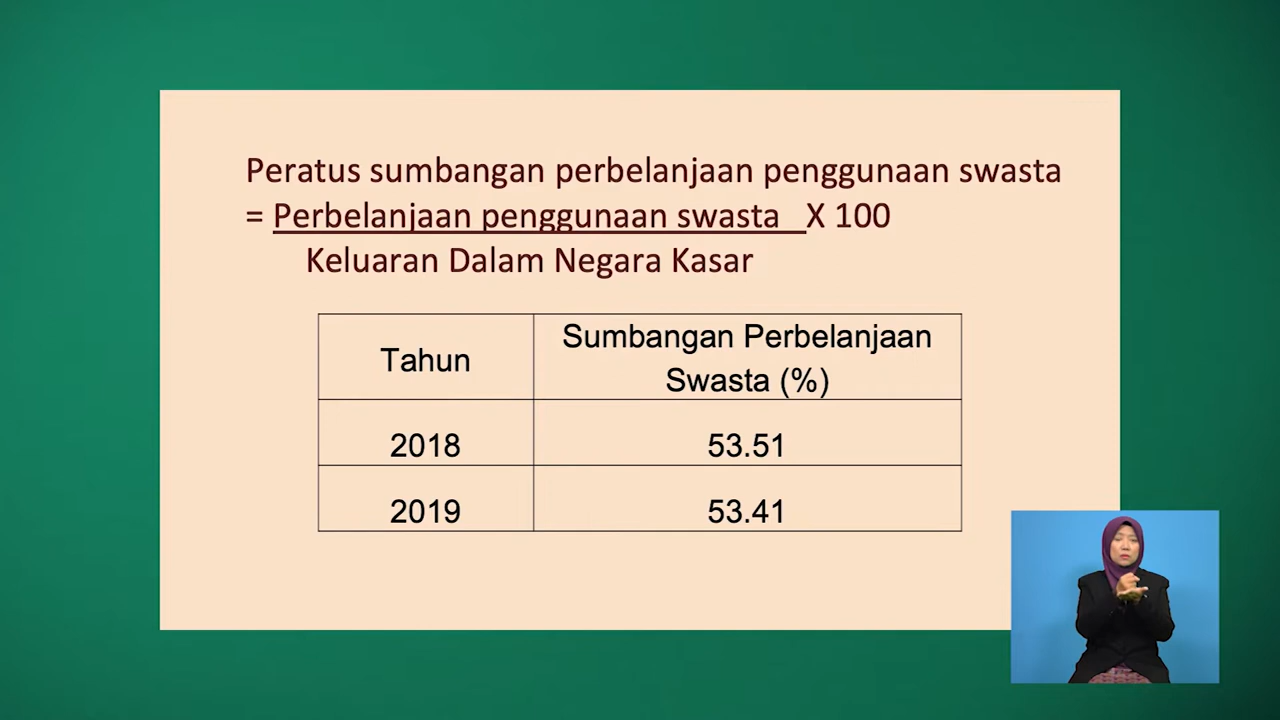 Peratus sumbangan perbelanjaan penggunaan swasta
= Perbelanjaan penggunaan swasta X 100
Keluaran Dalam Negara Kasar
Tahun
Sumbangan Perbelanjaan
Swasta (%)
2018 53.51
2019 53.41